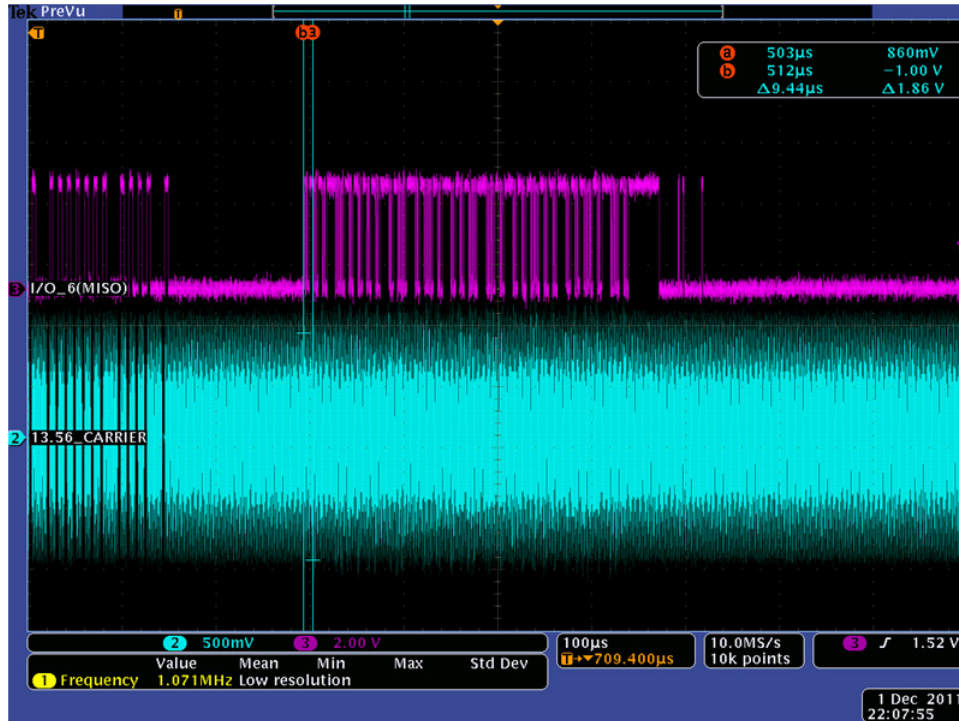 Tek PreVu
T
T
b a
a 503µs 860mV
b 512µs −1.00 V
Δ9.44µs Δ1.86 V
3 I/O_6(MISO)
2 13.56_CARRIER
2 500mV 3 2.00 V
100µs
T→▼709.400µs
10.0MS/s
10k points
3 ʃ 1.52 V
Value Mean Min Max Std Dev
1 Frequency 1.071MHz Low resolution
1 Dec 2011
22:07:55